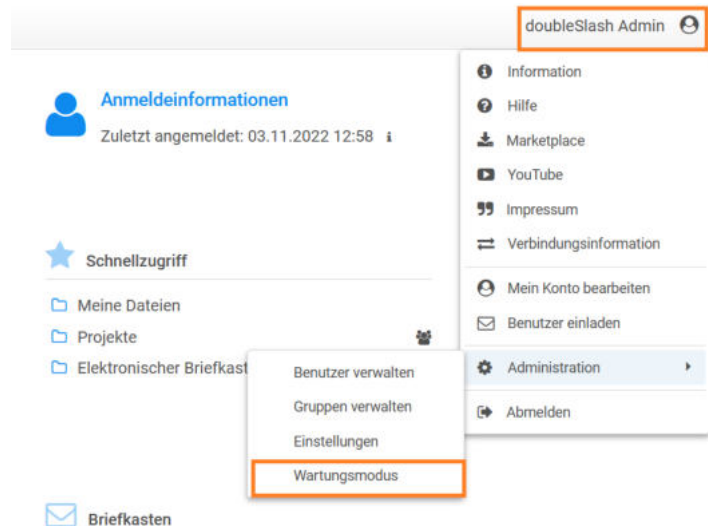 doubleSlash Admin
Anmeldeinformationen
Zuletzt angemeldet: 03.11.2022 12:58 i
Schnellzugriff
Meine Dateien
Projekte
Elektronischer Briefkast
Briefkasten
Information
Hilfe
Marketplace
YouTube
Impressum
Verbindungsinformation
Mein Konto bearbeiten
Benutzer einladen
Administration
Abmelden
Benutzer verwalten
Gruppen verwalten
Einstellungen
Wartungsmodus